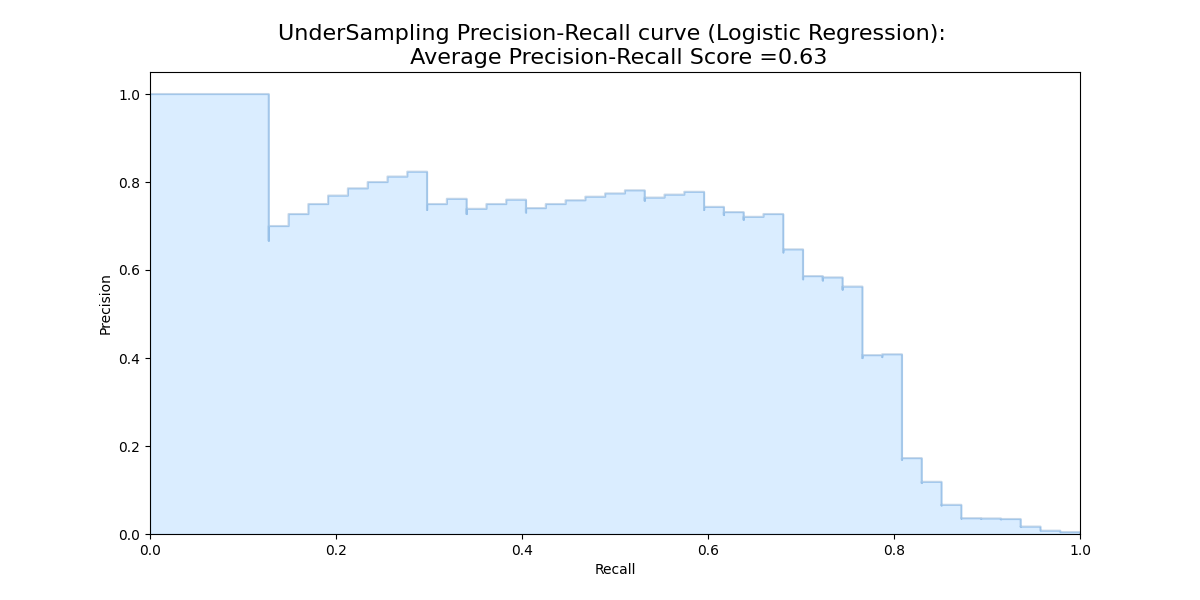 UnderSampling Precision-Recall curve (Logistic Regression):
Average Precision-Recall Score =0.63
1.0
0.8
0.6
0.4
0.2
0.0
Precision
0.0 0.2 0.4 0.6 0.8 1.0
Recall